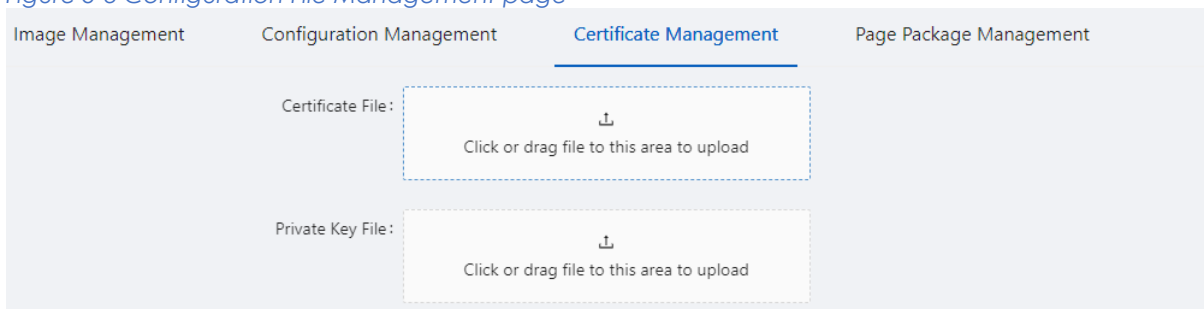 Figure Configuration File Management page
Image Management Configuration Management Certificate Management Page Package Management
Certificate File:
Click or drag file to this area to upload
Private Key File:
Click or drag file to this area to upload